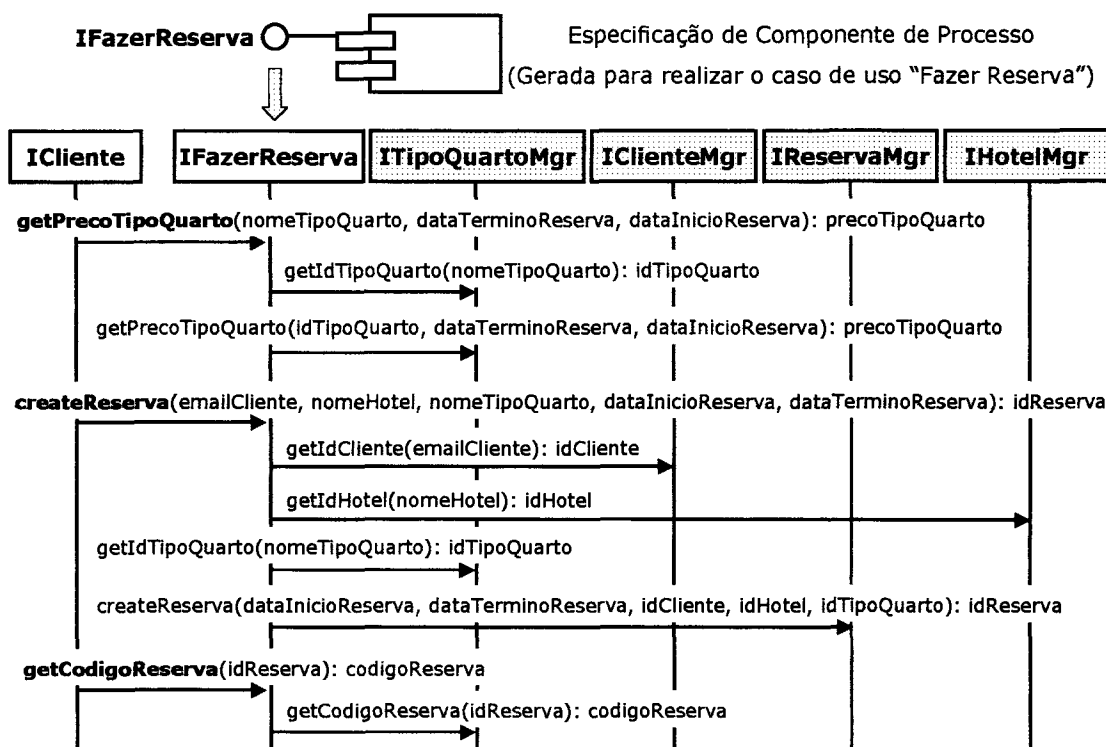 IFazerReserva
Especificação de Componente de Processo
(Gerada para realizar o caso de uso “Fazer Reserva”)
ICliente IFazerReserva ITipoQuartoMgr IClienteMgr IReservaMgr IHotelMgr
getPrecoTipoQuarto(nomeTipoQuarto, dataTerminoReserva, dataInicioReserva): precoTipoQuarto
getIdTipoQuarto(nomeTipoQuarto): idTipoQuarto
getPrecoTipoQuarto(idTipoQuarto, dataTerminoReserva, dataInicioReserva): precoTipoQuarto
createReserva(emailCliente, nomeHotel, nomeTipoQuarto, dataInicioReserva, dataTerminoReserva): idReserva
getIdCliente(emailCliente): idCliente
getIdHotel(nomeHotel): idHotel
getIdTipoQuarto(nomeTipoQuarto): idTipoQuarto
createReserva(dataInicioReserva, dataTerminoReserva, idCliente, idHotel, idTipoQuarto): idReserva
getCodigoReserva(idReserva): codigoReserva
getCodigoReserva(idReserva): codigoReserva